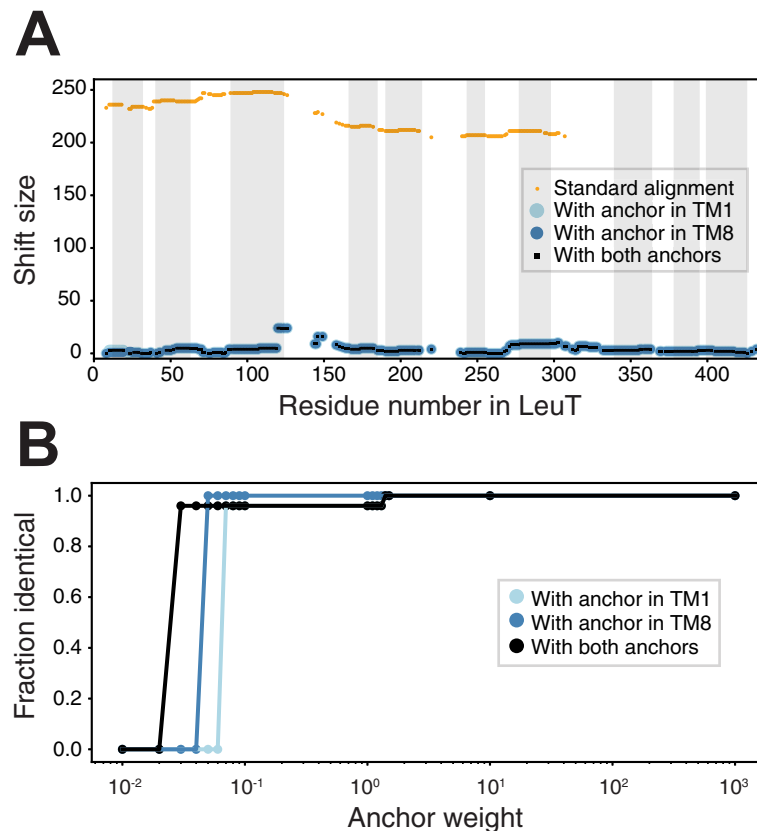 A
Shift size
250
200
150
100
50
0
Standard alignment
With anchor in TM1
With anchor in TM8
With both anchors
0 50 100 150 200 250 300 350 400
Residue number in LeuT
B
Fraction identical
1.0
0.8
0.6
0.4
0.2
0.0
With anchor in TM1
With anchor in TM8
With both anchors
10⁻² 10⁻¹ 10⁰ 10¹ 10² 10³
Anchor weight